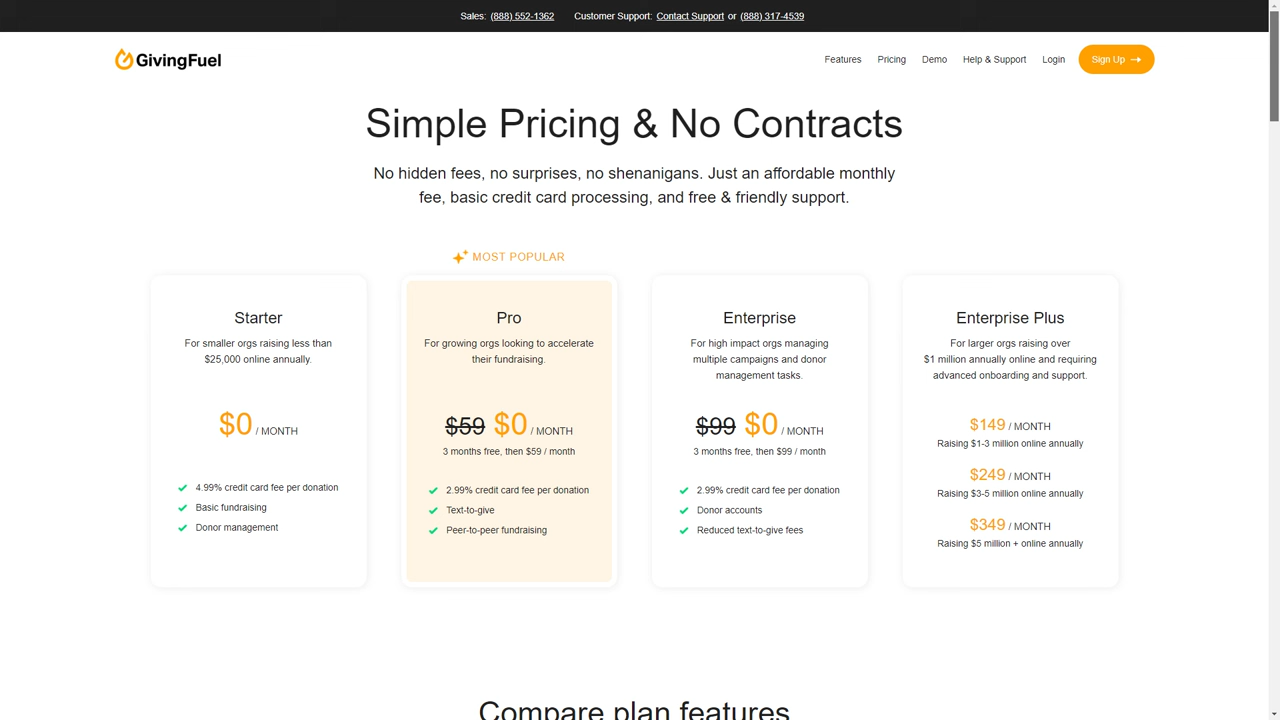 Sales: (888) 552-1362 Customer Support: Contact Support or (888) 317-4539
GivingFuel
Features Pricing Demo Help & Support Login Sign Up
Simple Pricing & No Contracts
No hidden fees, no surprises, no shenanigans. Just an affordable monthly
fee, basic credit card processing, and free & friendly support.
MOST POPULAR
Starter
For smaller orgs raising less than
$25,000 online annually.
$0 / MONTH
4.99% credit card fee per donation
Basic fundraising
Donor management
Pro
For growing orgs looking to accelerate
their fundraising.
$59 $0 / MONTH
3 months free, then $59 / month
2.99% credit card fee per donation
Text-to-give
Peer-to-peer fundraising
Enterprise
For high impact orgs managing
multiple campaigns and donor
management tasks.
$99 $0 / MONTH
3 months free, then $99 / month
2.99% credit card fee per donation
Donor accounts
Reduced text-to-give fees
Enterprise Plus
For larger orgs raising over
$1 million annually online and requiring
advanced onboarding and support.
$149 / MONTH
Raising $1-3 million online annually
$249 / MONTH
Raising $3-5 million online annually
$349 / MONTH
Raising $5 million + online annually
Compare plan features